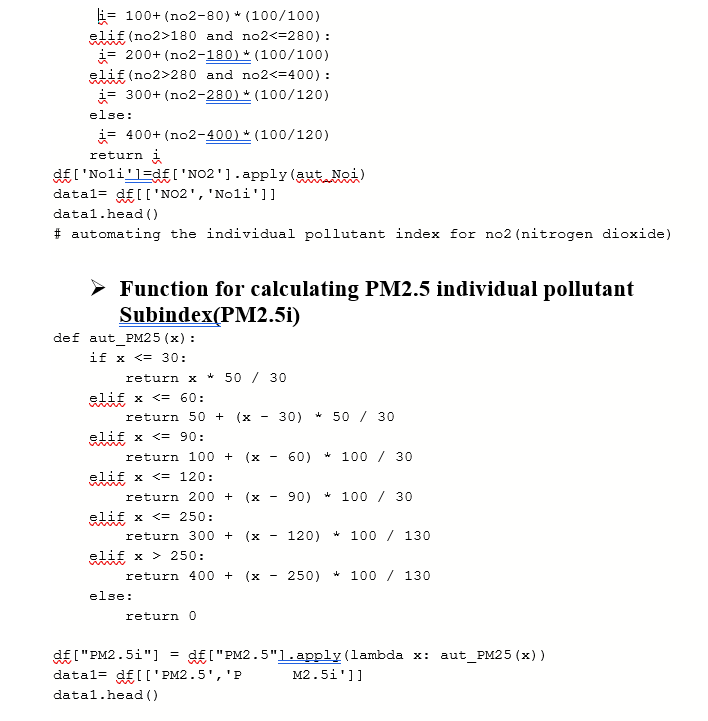 i= 100+(no2-80)*(100/100)
elif(no2>180 and no2<=280):
i= 200+(no2-180)*(100/100)
elif(no2>280 and no2<=400):
i= 300+(no2-280)*(100/120)
else:
i= 400+(no2-400)*(100/120)
return i
df['No1i']=df['NO2'].apply(aut_Noi)
data1= df[['NO2','No1i']]
data1.head()
# automating the individual pollutant index for no2(nitrogen dioxide)
➢ Function for calculating PM2.5 individual pollutant
Subindex(PM2.5i)
def aut_PM25(x):
if x <= 30:
return x * 50 / 30
elif x <= 60:
return 50 + (x - 30) * 50 / 30
elif x <= 90:
return 100 + (x - 60) * 100 / 30
elif x <= 120:
return 200 + (x - 90) * 100 / 30
elif x <= 250:
return 300 + (x - 120) * 100 / 130
elif x > 250:
return 400 + (x - 250) * 100 / 130
else:
return 0
df["PM2.5i"] = df["PM2.5"].apply(lambda x: aut_PM25(x))
data1= df[['PM2.5','P M2.5i']]
data1.head()